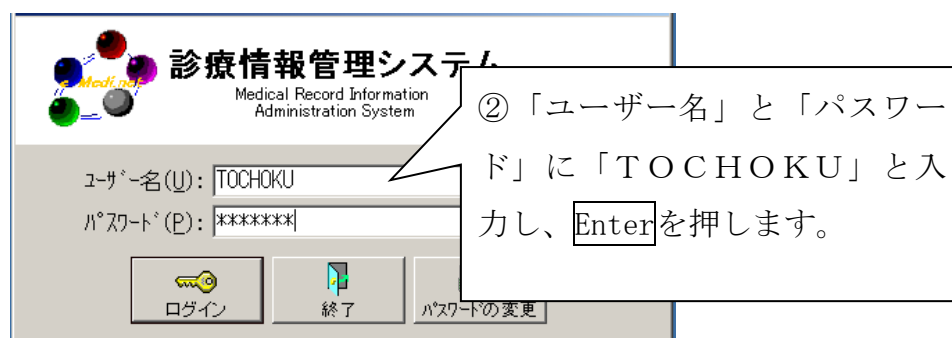 e-Medi.net
診療情報管理システム
Medical Record Information
Administration System
ﾕｰｻﾞｰ名(U): TOCHOKU
ﾊﾟｽﾜｰﾄﾞ(P): *******
ログイン
終了
ﾊﾟｽﾜｰﾄﾞの変更
②「ユーザー名」と「パスワー
ド」に「ＴＯＣＨＯＫＵ」と入
力し、Enterを押します。